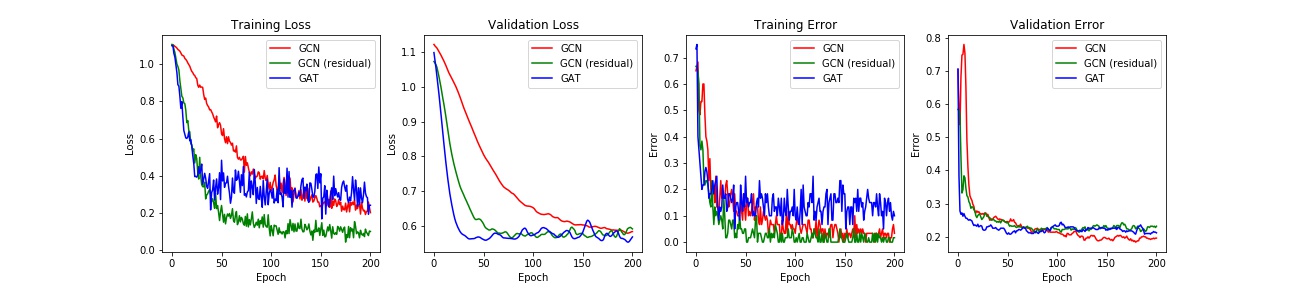 Training Loss
Loss
1.0
0.8
0.6
0.4
0.2
0.0
0
50
100
150
200
Epoch
GCN
GCN (residual)
GAT
Validation Loss
Loss
1.1
1.0
0.9
0.8
0.7
0.6
0
50
100
150
200
Epoch
GCN
GCN (residual)
GAT
Training Error
Error
0.7
0.6
0.5
0.4
0.3
0.2
0.1
0.0
0
50
100
150
200
Epoch
GCN
GCN (residual)
GAT
Validation Error
Error
0.8
0.7
0.6
0.5
0.4
0.3
0.2
0
50
100
150
200
Epoch
GCN
GCN (residual)
GAT